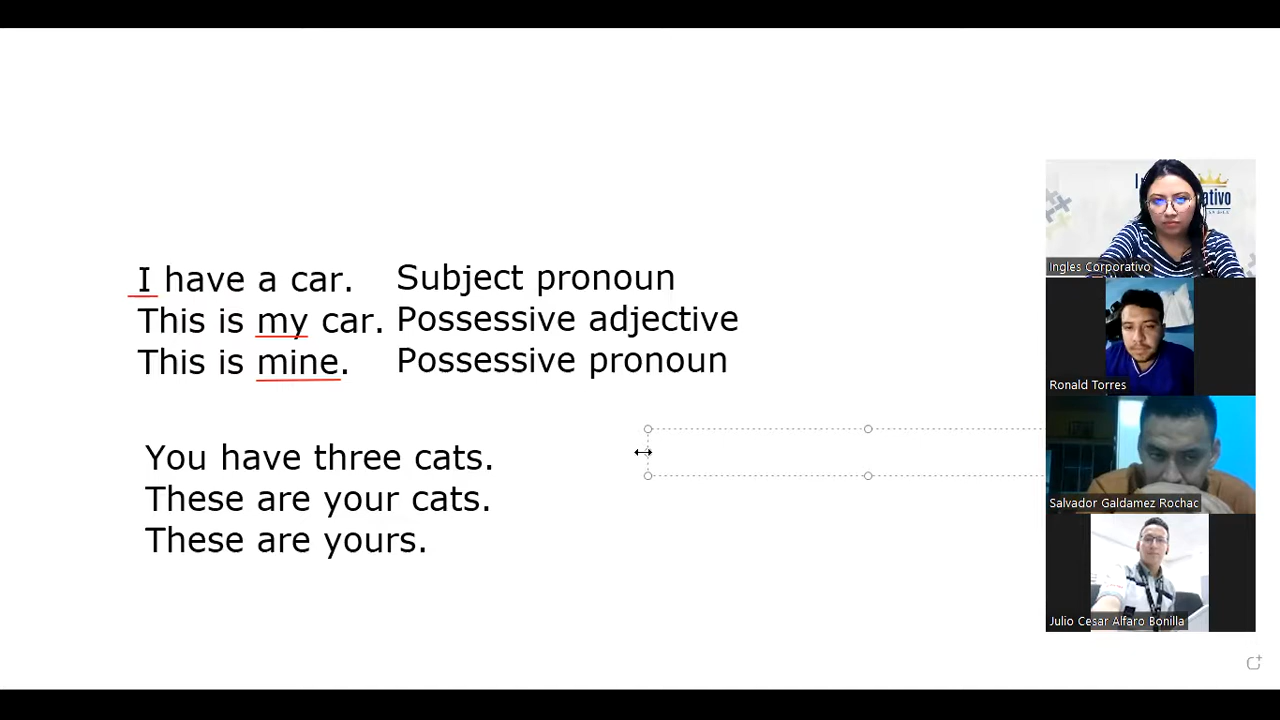 I have a car. Subject pronoun
This is my car. Possessive adjective
This is mine. Possessive pronoun
You have three cats.
These are your cats.
These are yours.
Ingles Corporativo
Ronald Torres
Salvador Galdamez Rochac
Julio Cesar Alfaro Bonilla